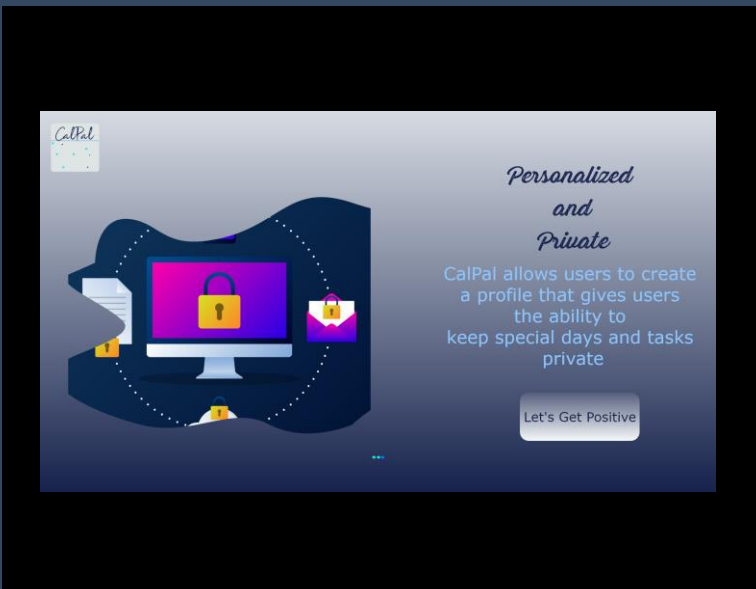 CalPal
Personalized
and
Private
CalPal allows users to create
a profile that gives users
the ability to
keep special days and tasks
private
Let's Get Positive